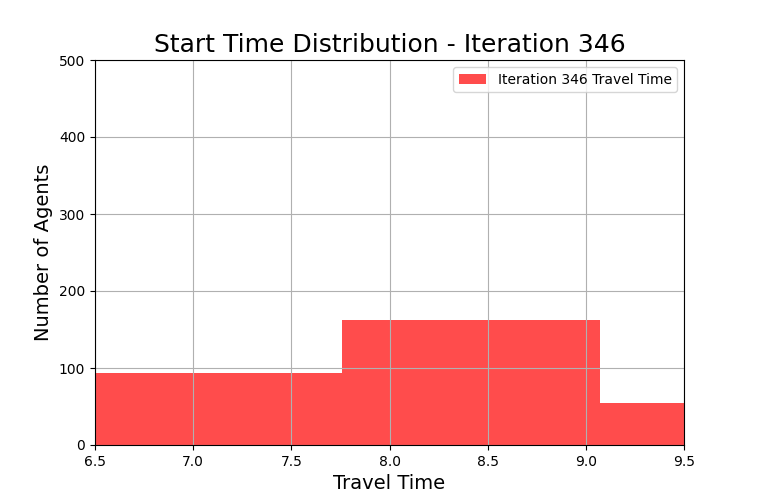 Start Time Distribution - Iteration 346
Iteration 346 Travel Time
Number of Agents
500
400
300
200
100
0
6.5 7.0 7.5 8.0 8.5 9.0 9.5
Travel Time